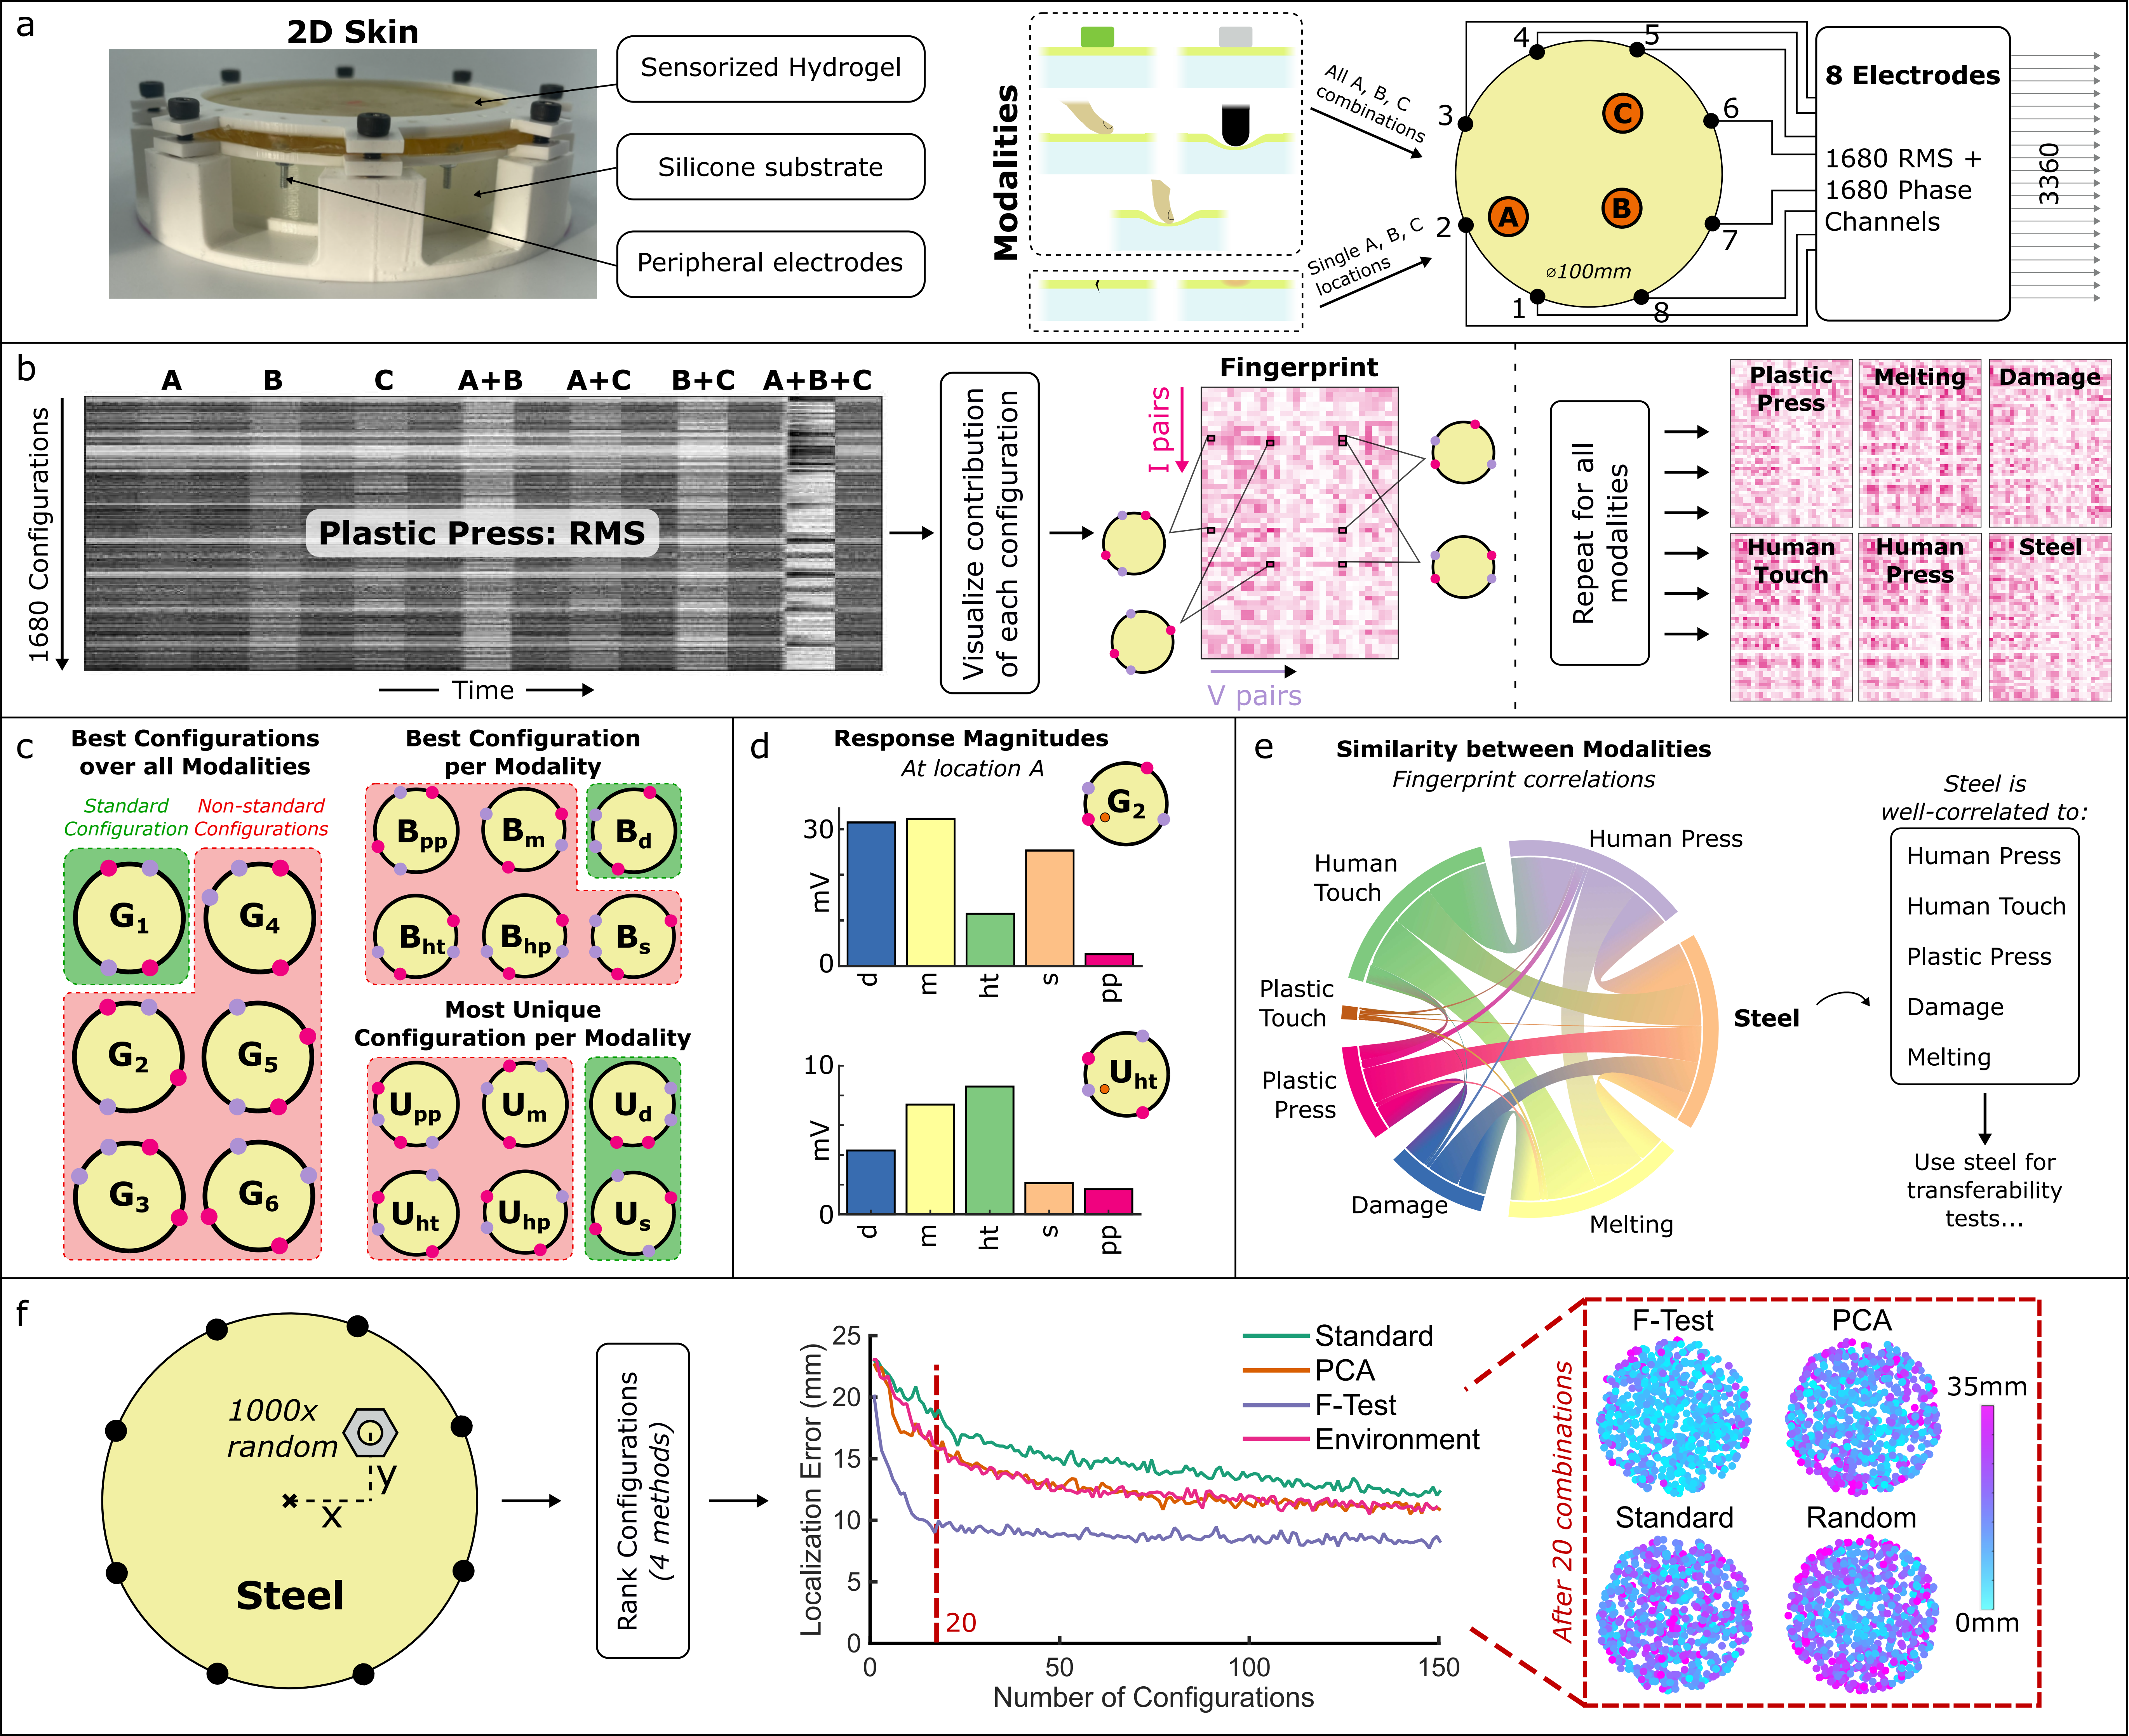 a
2D Skin
Sensorized Hydrogel
Silicone substrate
Peripheral electrodes
Modalities
All A, B, C
combinations
Single A, B, C
locations
4
5
3
6
2
7
1
8
C
A
B
⌀100mm
8 Electrodes
1680 RMS +
1680 Phase
Channels
3360
b
A
B
C
A+B
A+C
B+C
A+B+C
1680 Configurations
Plastic Press: RMS
Time
Visualize contribution
of each configuration
Fingerprint
I pairs
V pairs
Repeat for all
modalities
Plastic
Press
Melting
Damage
Human
Touch
Human
Press
Steel
c
Best Configurations
over all Modalities
Standard
Configuration
Non-standard
Configurations
G1
G4
G2
G5
G3
G6
Best Configuration
per Modality
Bpp
Bm
Bd
Bht
Bhp
Bs
Most Unique
Configuration per Modality
Upp
Um
Ud
Uht
Uhp
Us
d
Response Magnitudes
At location A
G2
30
mV
0
d
m
ht
s
pp
Uht
10
mV
0
d
m
ht
s
pp
e
Similarity between Modalities
Fingerprint correlations
Human Press
Human
Touch
Plastic
Touch
Plastic
Press
Damage
Melting
Steel
Steel is
well-correlated to:
Human Press
Human Touch
Plastic Press
Damage
Melting
Use steel for
transferability
tests...
f
1000x
random
y
x
Steel
Rank Configurations
(4 methods)
Localization Error (mm)
25
20
15
10
5
0
0
50
100
150
Number of Configurations
20
Standard
PCA
F-Test
Environment
After 20 combinations
F-Test
PCA
Standard
Random
35mm
0mm